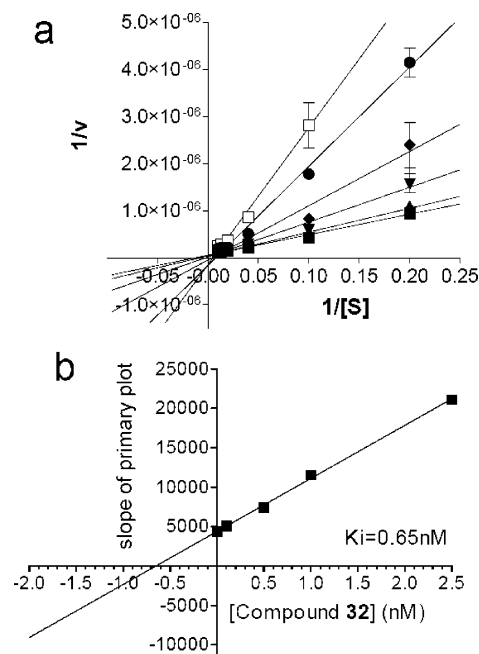 a
1/v
5.0×10⁻⁰⁶
4.0×10⁻⁰⁶
3.0×10⁻⁰⁶
2.0×10⁻⁰⁶
1.0×10⁻⁰⁶
-0.05 -0.00 0.05 0.10 0.15 0.20 0.25
-1.0×10⁻⁰⁶
1/[S]
b
slope of primary plot
25000
20000
15000
10000
5000
Ki=0.65nM
-2.0 -1.5 -1.0 -0.5 0.5 1.0 1.5 2.0 2.5
-5000
[Compound 32] (nM)
-10000